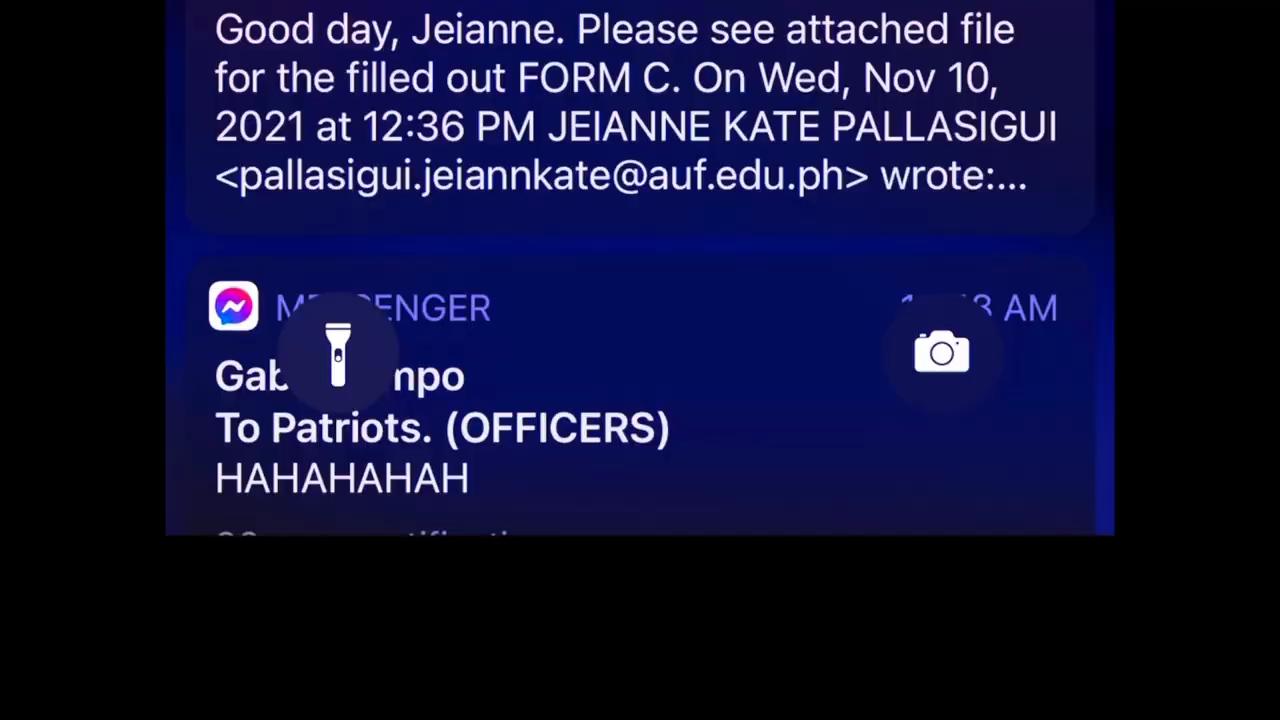 Good day, Jeianne. Please see attached file
for the filled out FORM C. On Wed, Nov 10,
2021 at 12:36 PM JEIANNE KATE PALLASIGUI
<pallasigui.jeiannkate@auf.edu.ph> wrote:...
MESSENGER AM
To Patriots. (OFFICERS)
HAHAHAHAH